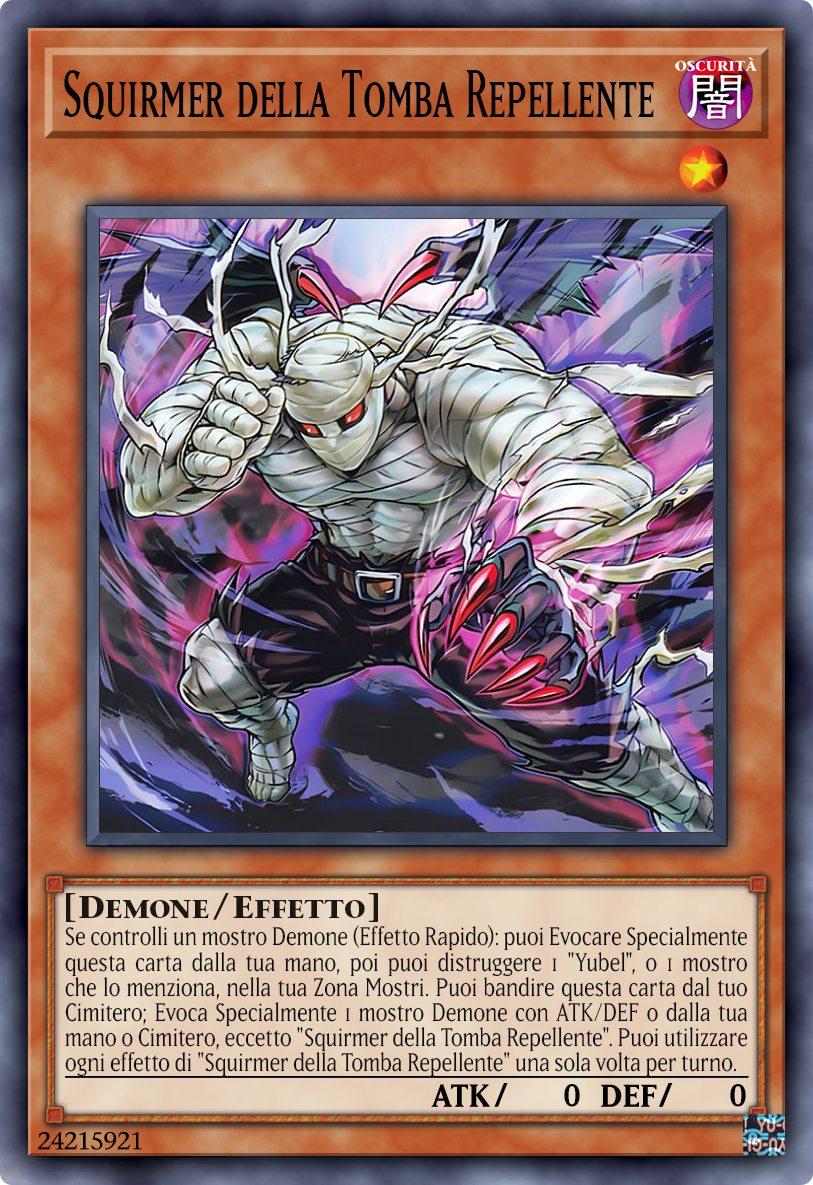 Squirmer della Tomba Repellente
OSCURITÀ
闇
[Demone/Effetto]
Se controlli un mostro Demone (Effetto Rapido): puoi Evocare Specialmente
questa carta dalla tua mano, poi puoi distruggere 1 "Yubel", o 1 mostro
che lo menziona, nella tua Zona Mostri. Puoi bandire questa carta dal tuo
Cimitero; Evoca Specialmente 1 mostro Demone con ATK/DEF 0 dalla tua
mano o Cimitero, eccetto "Squirmer della Tomba Repellente". Puoi utilizzare
ogni effetto di "Squirmer della Tomba Repellente" una sola volta per turno.
ATK/ 0 DEF/ 0
24215921